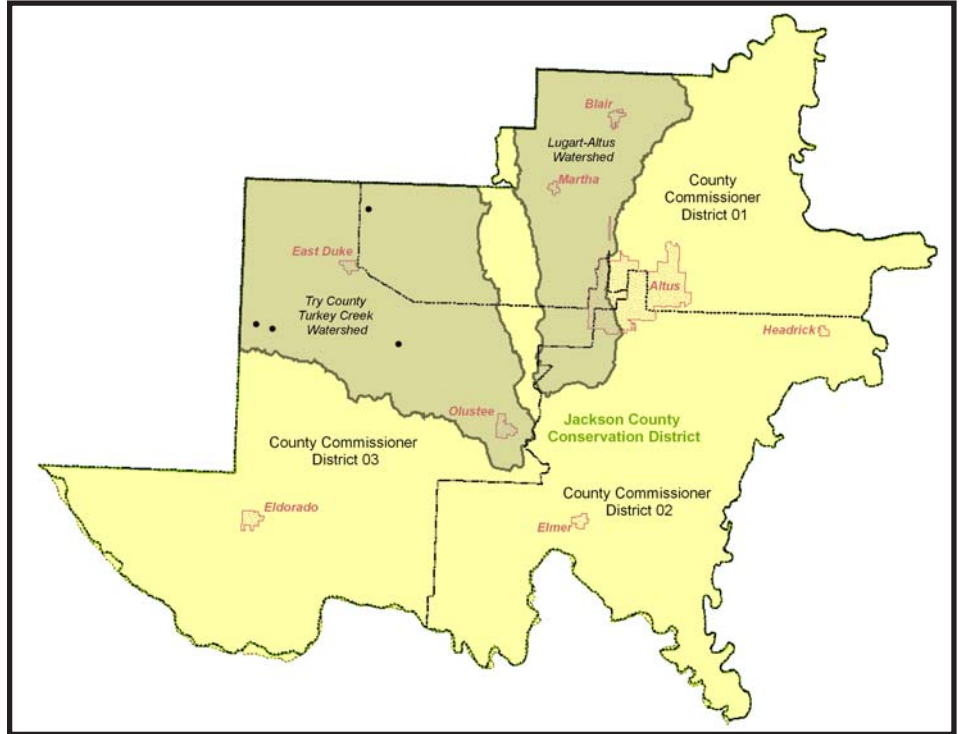 Blair
Lugart-Altus
Watershed
Martha
County
Commissioner
District 01
East Duke
Try County
Turkey Creek
Watershed
Altus
Headrick
Olustee
Jackson County
Conservation District
County Commissioner
District 03
County Commissioner
District 02
Eldorado
Elmer